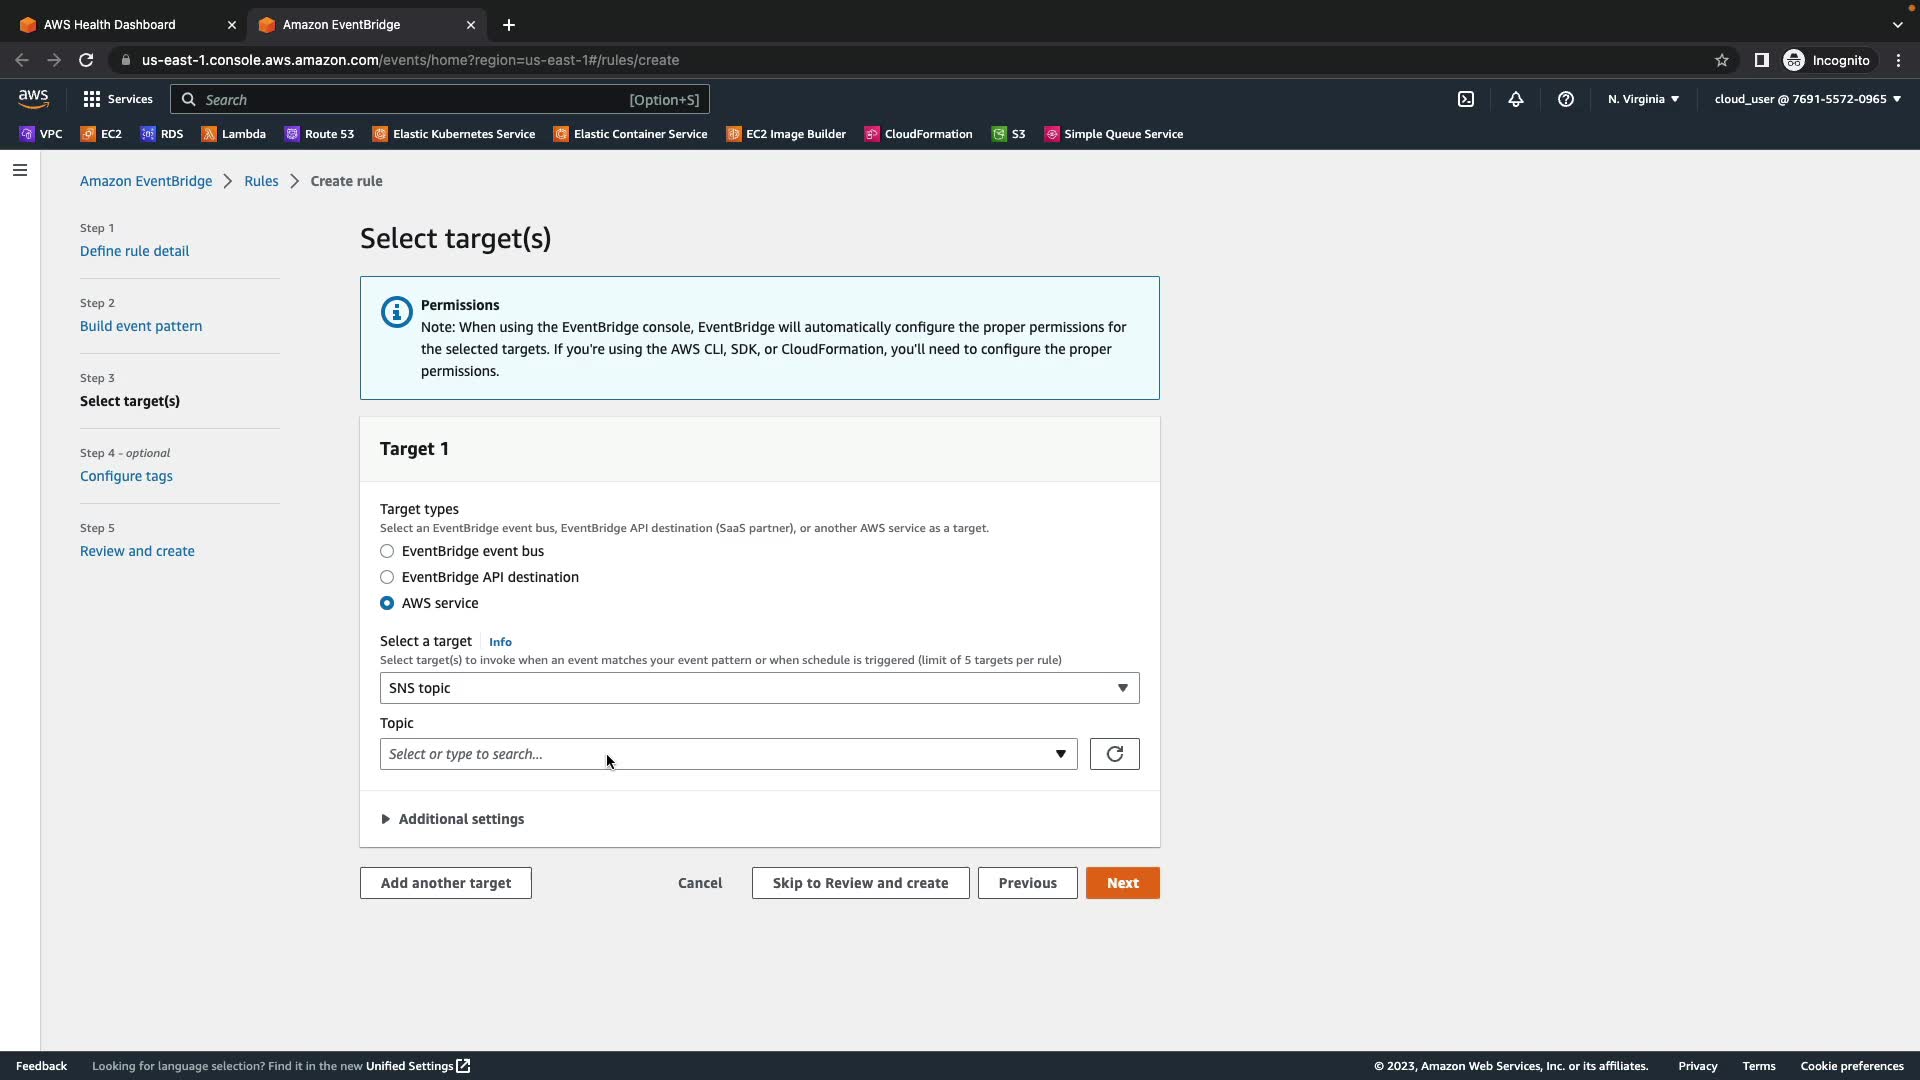 AWS Health Dashboard
Amazon EventBridge
us-east-1.console.aws.amazon.com/events/home?region=us-east-1#/rules/create
Incognito
aws
Services
Search
[Option+S]
N. Virginia
cloud_user @ 7691-5572-0965
VPC
EC2
RDS
Lambda
Route 53
Elastic Kubernetes Service
Elastic Container Service
EC2 Image Builder
CloudFormation
S3
Simple Queue Service
Amazon EventBridge
Rules
Create rule
Step 1
Define rule detail
Step 2
Build event pattern
Step 3
Select target(s)
Step 4 - optional
Configure tags
Step 5
Review and create
Select target(s)
Permissions
Note: When using the EventBridge console, EventBridge will automatically configure the proper permissions for
the selected targets. If you're using the AWS CLI, SDK, or CloudFormation, you'll need to configure the proper
permissions.
Target 1
Target types
Select an EventBridge event bus, EventBridge API destination (SaaS partner), or another AWS service as a target.
EventBridge event bus
EventBridge API destination
AWS service
Select a target
Info
Select target(s) to invoke when an event matches your event pattern or when schedule is triggered (limit of 5 targets per rule)
SNS topic
Topic
Select or type to search...
Additional settings
Add another target
Cancel
Skip to Review and create
Previous
Next
Feedback
Looking for language selection? Find it in the new Unified Settings
© 2023, Amazon Web Services, Inc. or its affiliates.
Privacy
Terms
Cookie preferences